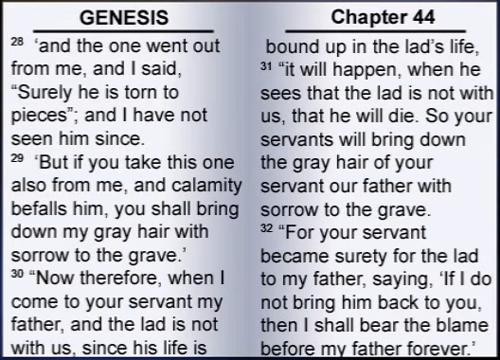 GENESIS
28 ‘and the one went out
from me, and I said,
“Surely he is torn to
pieces”; and I have not
seen him since.
29 ‘But if you take this one
also from me, and calamity
befalls him, you shall bring
down my gray hair with
sorrow to the grave.’
30 “Now therefore, when I
come to your servant my
father, and the lad is not
with us, since his life is
Chapter 44
bound up in the lad’s life,
31 “it will happen, when he
sees that the lad is not with
us, that he will die. So your
servants will bring down
the gray hair of your
servant our father with
sorrow to the grave.
32 “For your servant
became surety for the lad
to my father, saying, ‘If I do
not bring him back to you,
then I shall bear the blame
before my father forever.’